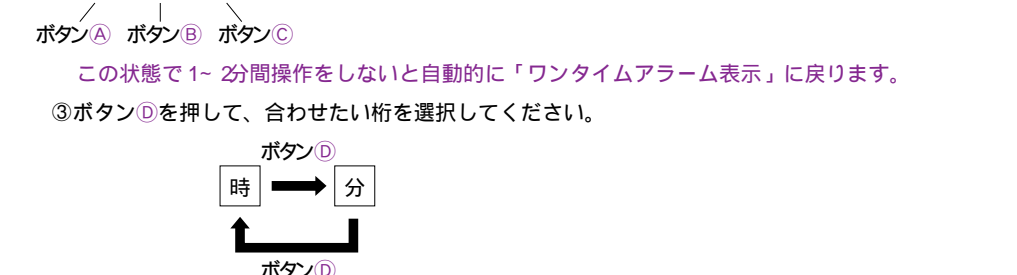 ボタンⒶ ボタンⒷ ボタンⒸ
この状態で1~2分間操作をしないと自動的に「ワンタイムアラーム表示」に戻ります。
③ボタンⒹを押して、合わせたい桁を選択してください。
ボタンⒹ
時 分
ボタンⒹ